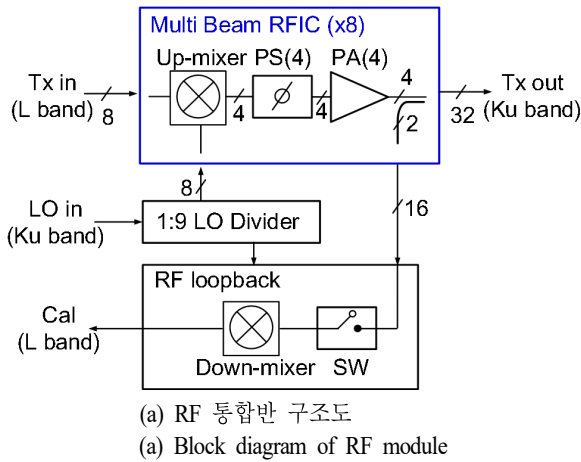 Multi Beam RFIC (x8)
Up-mixer PS(4) PA(4)
Tx in
(L band)
8
4
4
4
2
32
Tx out
(Ku band)
8
16
LO in
(Ku band)
1:9 LO Divider
RF loopback
Cal
(L band)
Down-mixer SW
(a) RF 통합반 구조도
(a) Block diagram of RF module